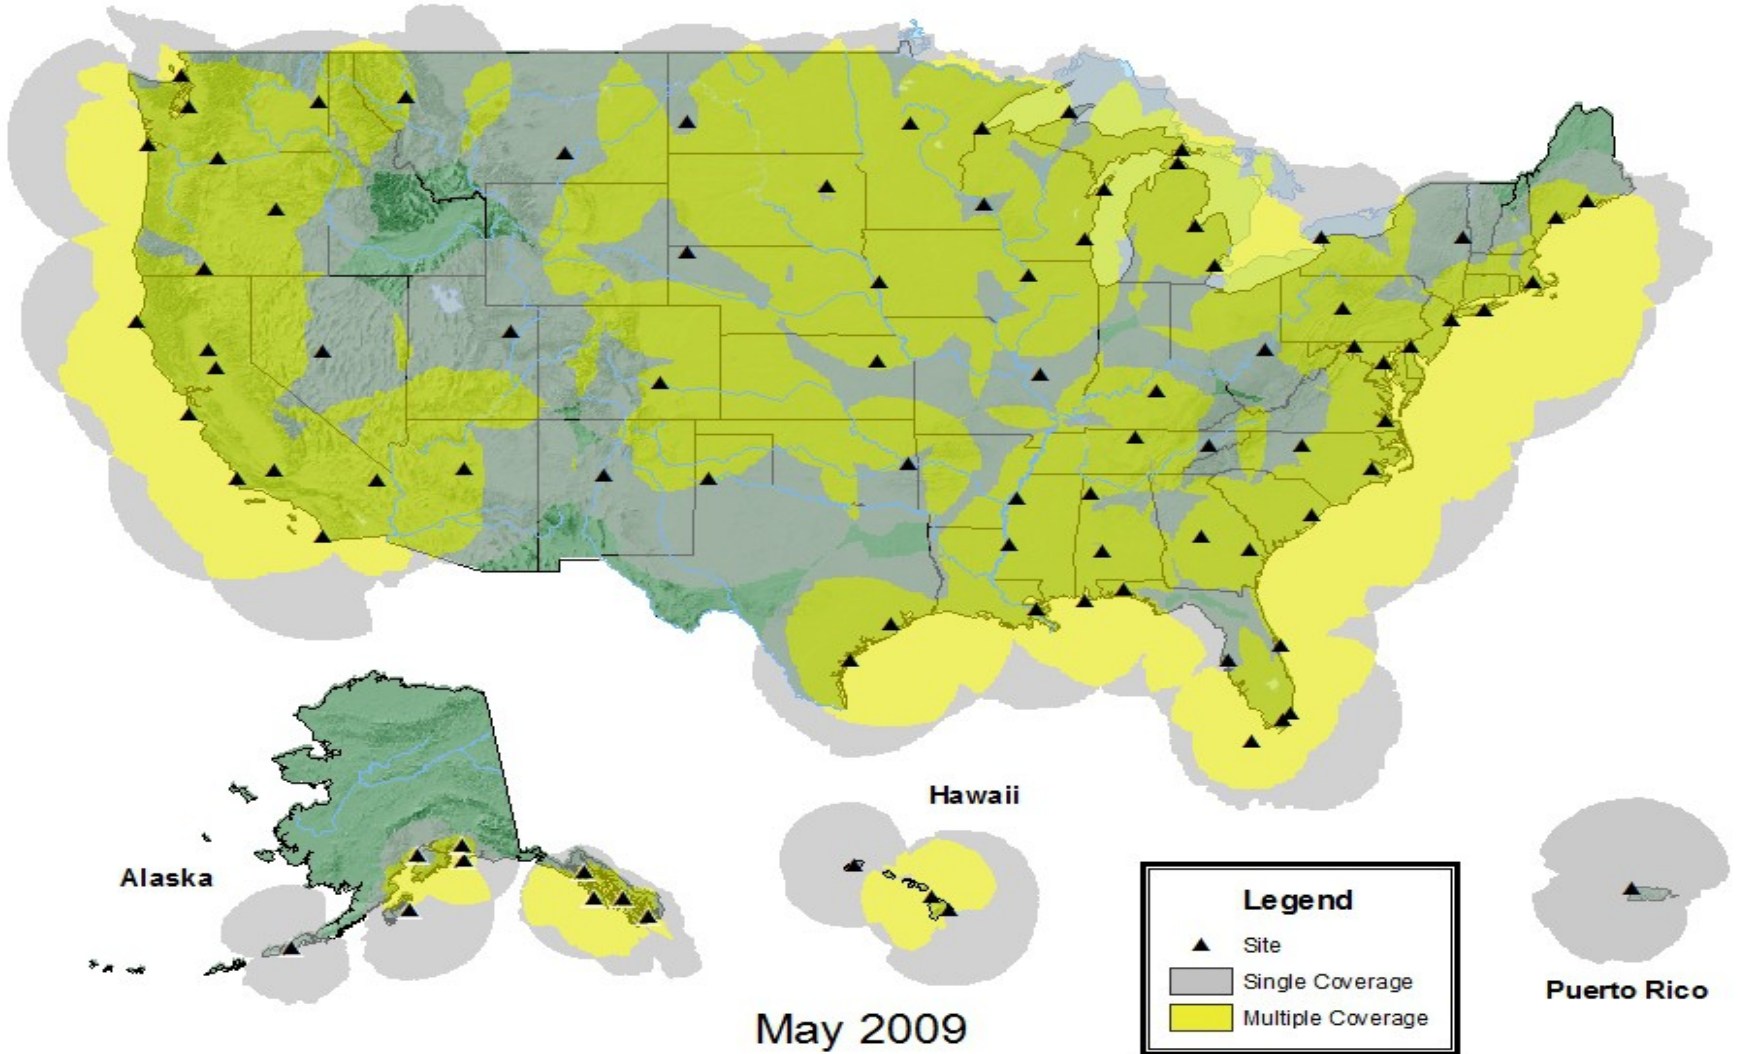 Hawaii
Alaska
Legend
Site
Single Coverage
Multiple Coverage
Puerto Rico
May 2009